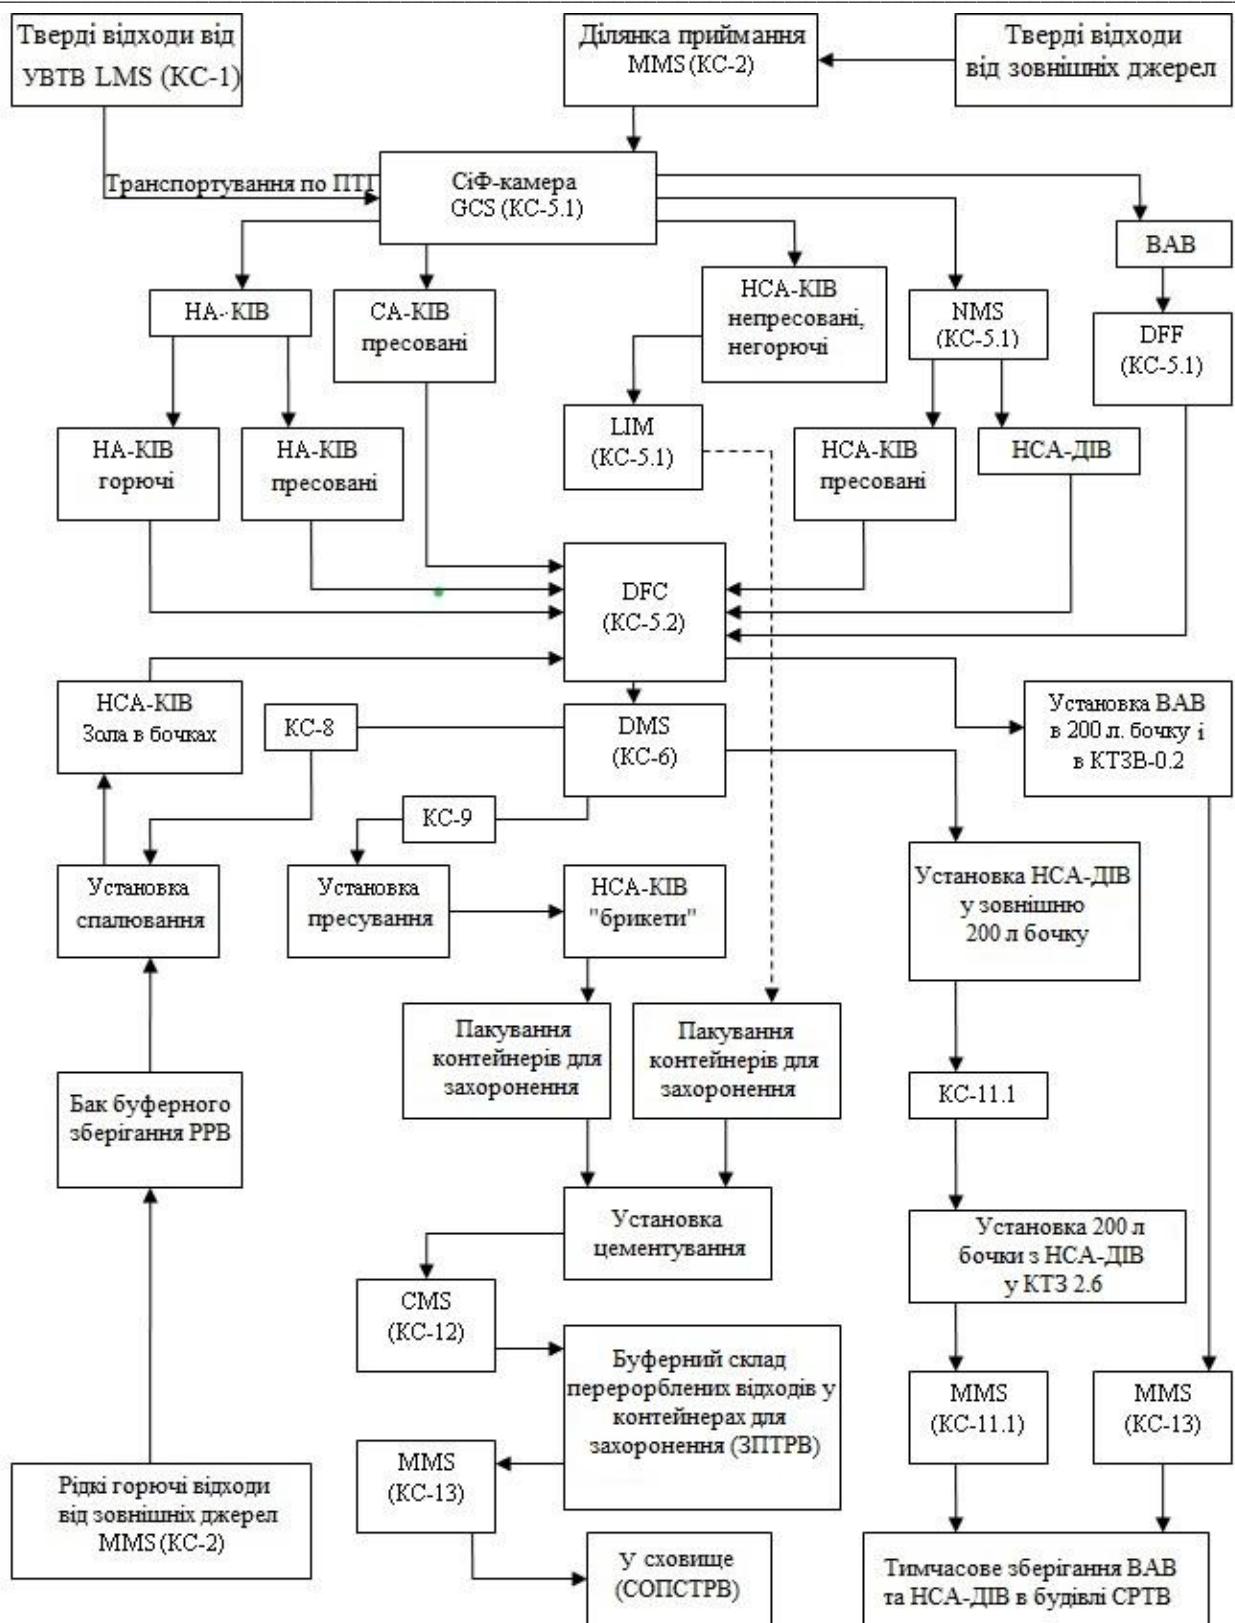 Тверді відходи від
УВТВ LMS (КС-1)
Ділянка приймання
MMS (КС-2)
Тверді відходи
від зовнішніх джерел
Транспортування по ПТГ
СіФ-камера
GCS (КС-5.1)
ВАВ
НА-КІВ
СА-КІВ
пресовані
НСА-КІВ
непресовані,
негорючі
NMS
(КС-5.1)
DFF
(КС-5.1)
НА-КІВ
горючі
НА-КІВ
пресовані
LIM
(КС-5.1)
НСА-КІВ
пресовані
НСА-ДІВ
DFC
(КС-5.2)
НСА-КІВ
Зола в бочках
КС-8
DMS
(КС-6)
Установка ВАВ
в 200 л. бочку і
в КТЗВ-0.2
КС-9
Установка
спалювання
Установка
пресування
НСА-КІВ
"брикети"
Установка НСА-ДІВ
у зовнішню
200 л бочку
Пакування
контейнерів для
захоронення
Пакування
контейнерів для
захоронення
КС-11.1
Бак буферного
зберігання РРВ
Установка
цементування
Установка 200 л
бочки з НСА-ДІВ
у КТЗ 2.6
CMS
(КС-12)
Буферний склад
перерорблених відходів у
контейнерах для
захоронення (ЗПТРВ)
MMS
(КС-11.1)
MMS
(КС-13)
MMS
(КС-13)
Рідкі горючі відходи
від зовнішніх джерел
MMS (КС-2)
У сховище
(СОПСТРВ)
Тимчасове зберігання ВАВ
та НСА-ДІВ в будівлі СРТВ